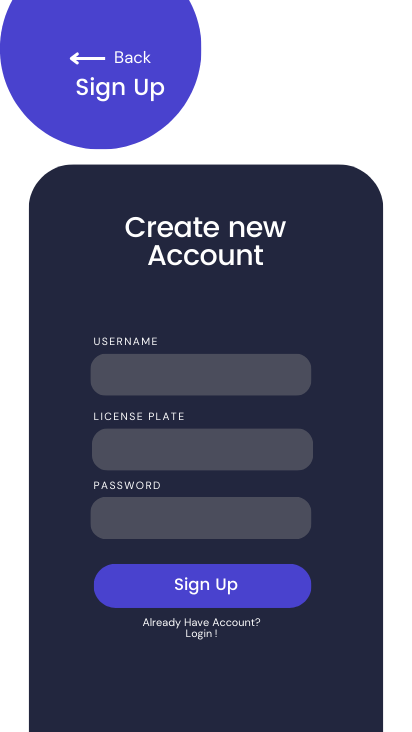 Back
Sign Up
Create new
Account
USERNAME
LICENSE PLATE
PASSWORD
Sign Up
Already Have Account?
Login !